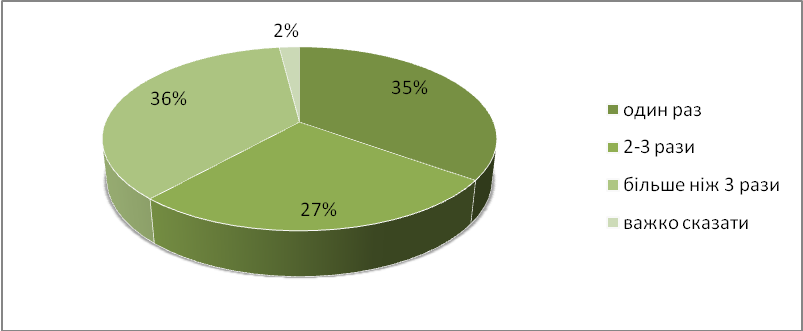 2%
35%
36%
27%
один раз
2-3 рази
більше ніж 3 рази
важко сказати